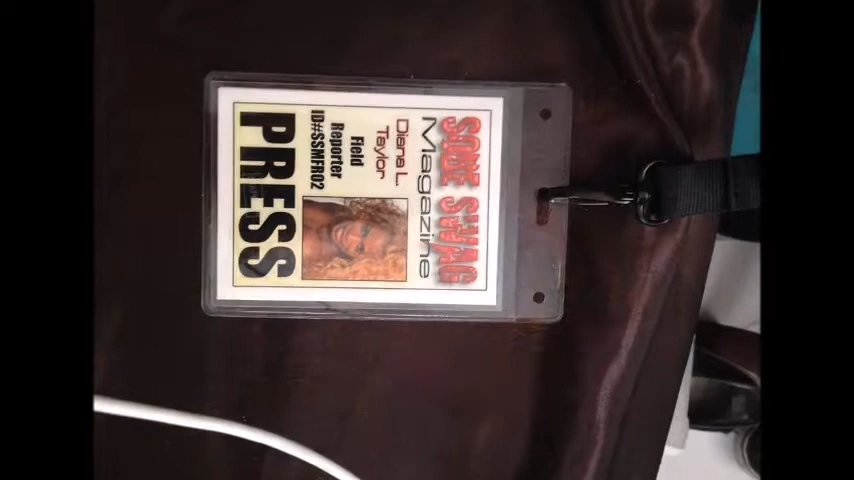 SOBE SWAG
Magazine
Diana L.
Taylor
Field
Reporter
ID#SSMFR02
PRESS